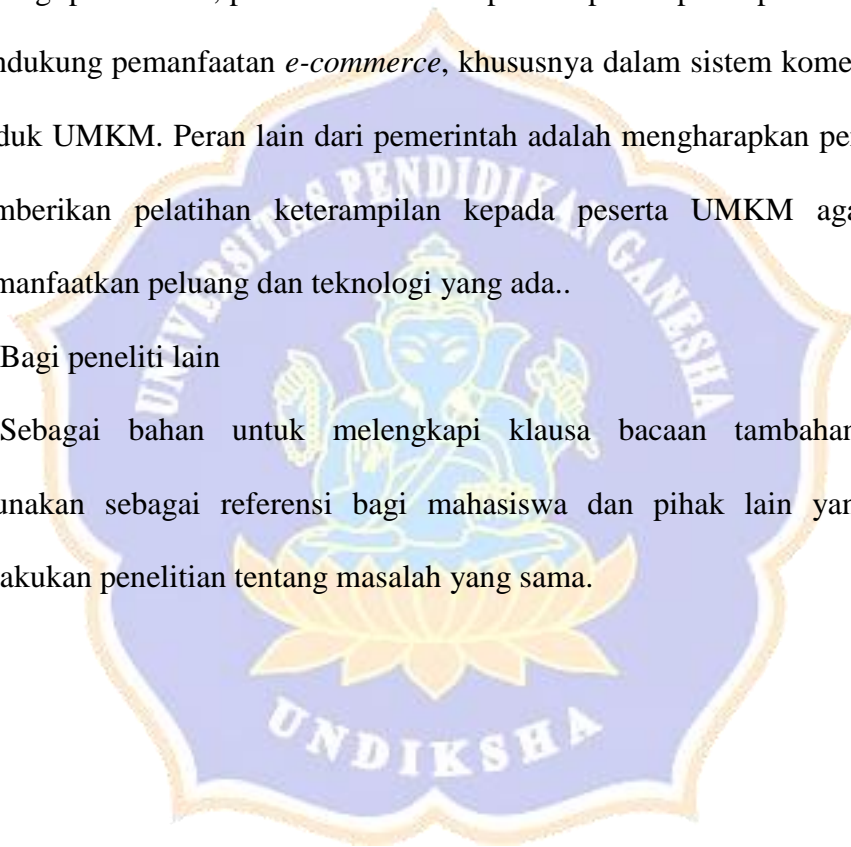 ndukung pemanfaatan e-commerce, khususnya dalam sistem kome
duk UMKM. Peran lain dari pemerintah adalah mengharapkan pe
mberikan pelatihan keterampilan kepada peserta UMKM aga
manfaatkan peluang dan teknologi yang ada..
Bagi peneliti lain
Sebagai bahan untuk melengkapi klausa bacaan tambahan
unakan sebagai referensi bagi mahasiswa dan pihak lain yan
akukan penelitian tentang masalah yang sama.
UNIVERSITAS PENDIDIKAN GANESHA
UNDIKSHA